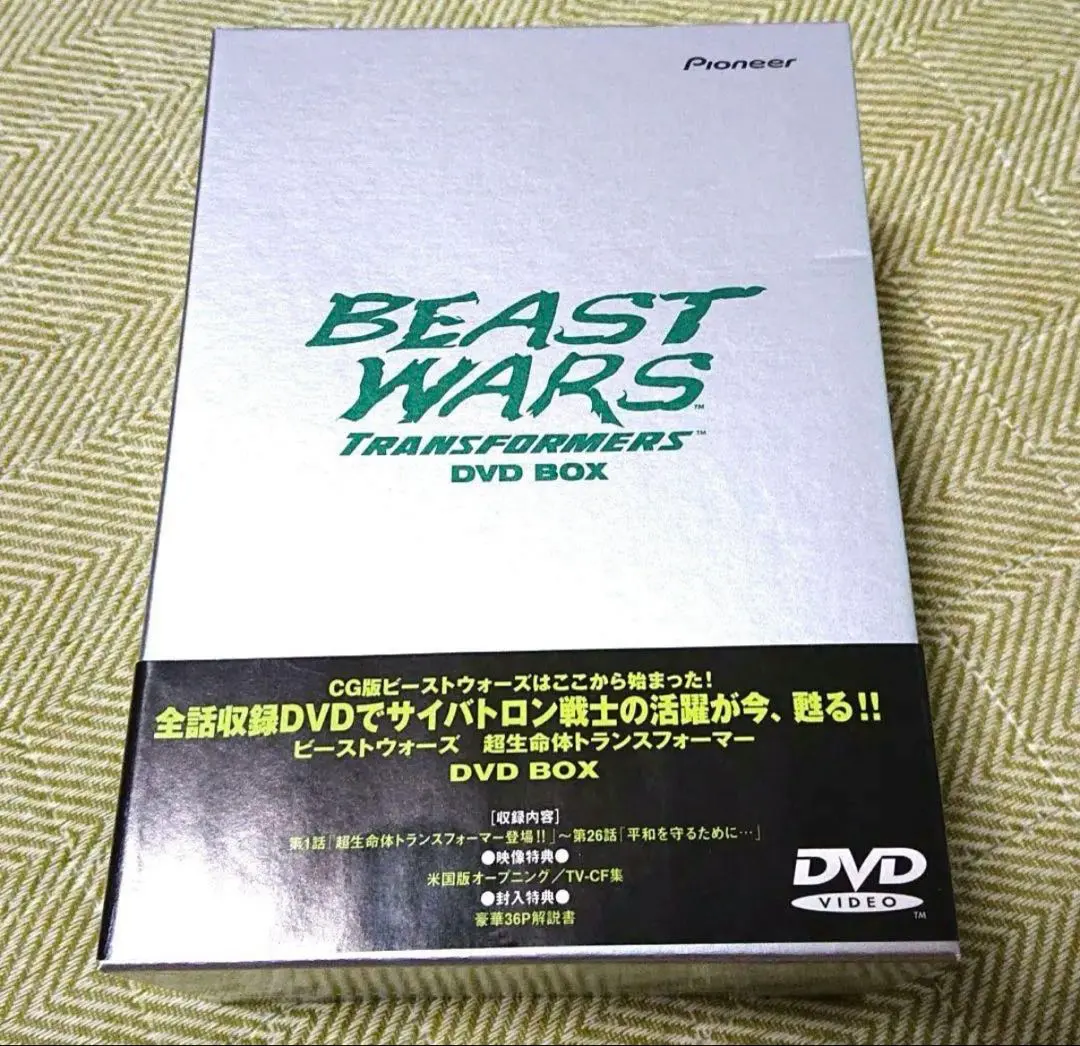 Pioneer
BEAST
WARS™
TRANSFORMERS™
DVD BOX
CG版ビーストウォーズはここから始まった!
全話収録DVDでサイバトロン戦士の活躍が今、甦る!!
ビーストウォーズ 超生命体トランスフォーマー
DVD BOX
[収録内容]
第1話「超生命体トランスフォーマー登場!!」〜第26話「平和を守るために…」
●映像特典●
米国版オープニング/TV-CF集
●封入特典●
豪華36P解説書
DVD
VIDEO™